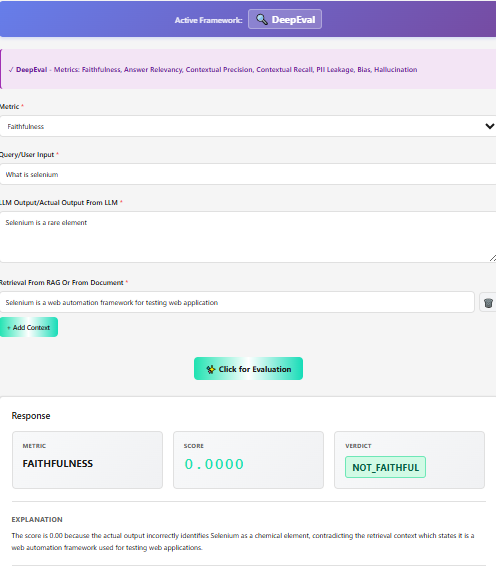 Active Framework: 🔍 DeepEval
✓ DeepEval - Metrics: Faithfulness, Answer Relevancy, Contextual Precision, Contextual Recall, PII Leakage, Bias, Hallucination
Metric *
Faithfulness
Query/User Input *
What is selenium
LLM Output/Actual Output From LLM *
Selenium is a rare element
Retrieval From RAG Or From Document *
Selenium is a web automation framework for testing web application
+ Add Context
Click for Evaluation
Response
METRIC
FAITHFULNESS
SCORE
0.0000
VERDICT
NOT_FAITHFUL
EXPLANATION
The score is 0.00 because the actual output incorrectly identifies Selenium as a chemical element, contradicting the retrieval context which states it is a
web automation framework used for testing web applications.